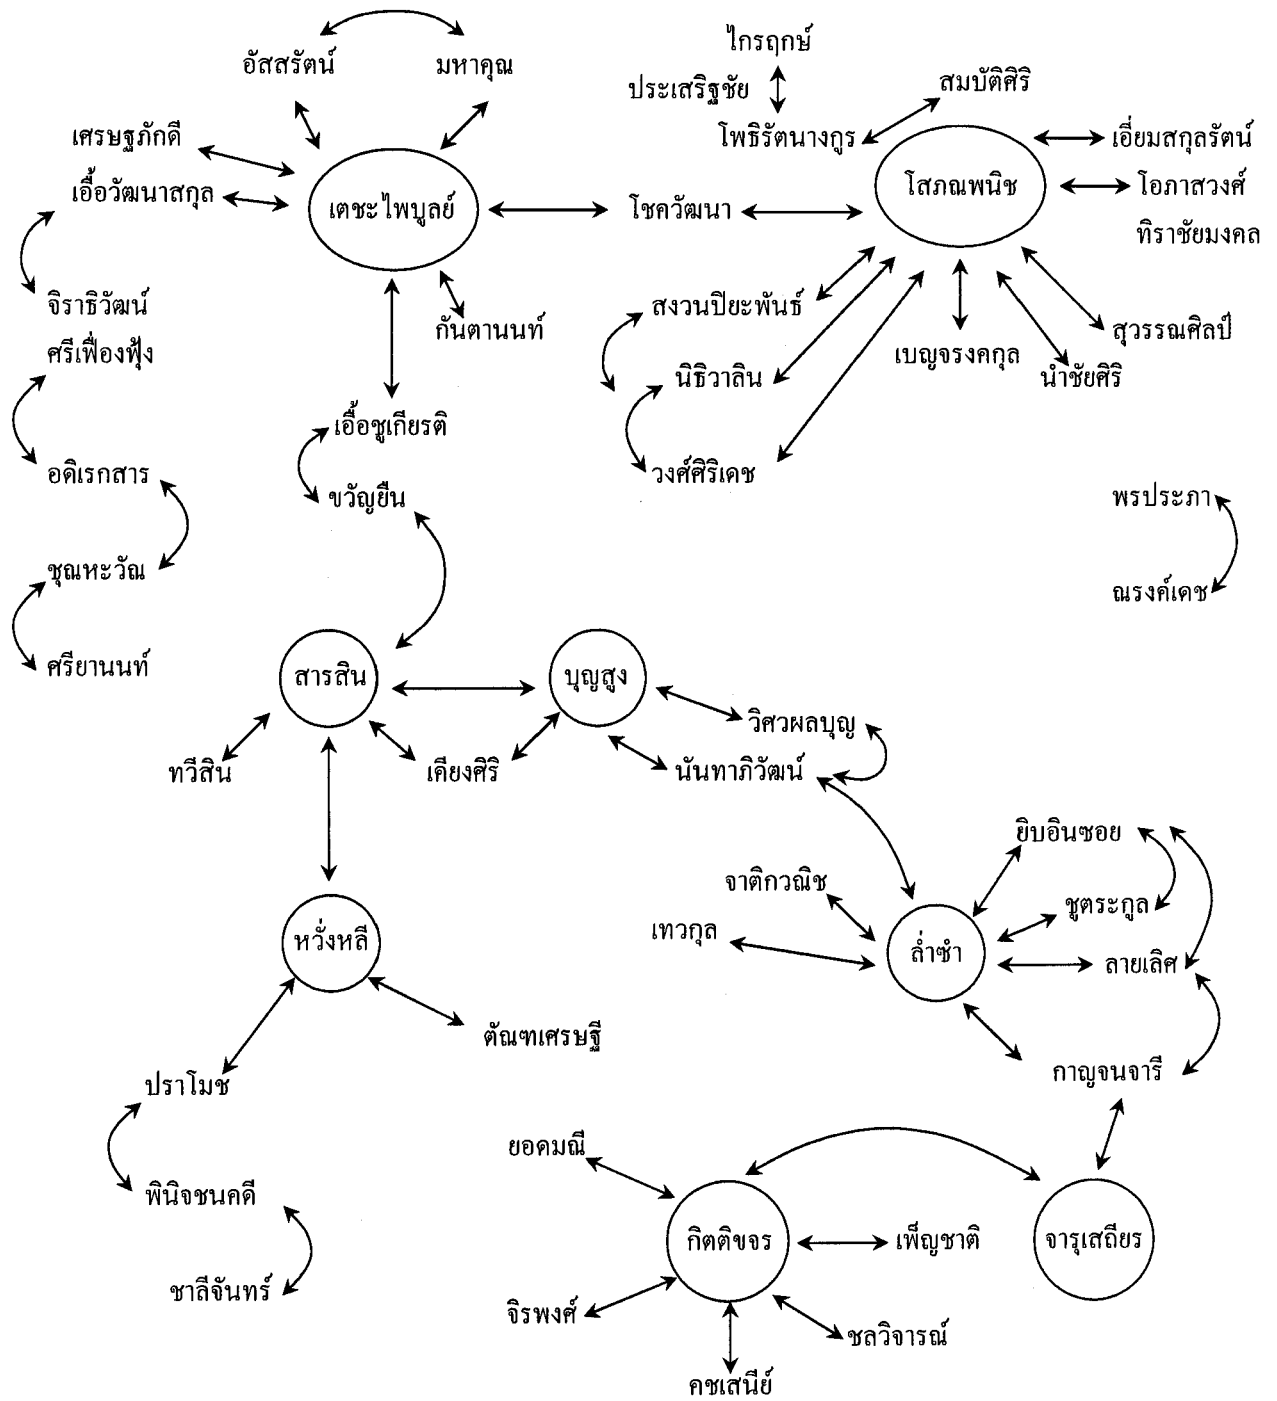 ไกรฤกษ์
อัสสรัตน์
มหาคุณ
ประเสริฐชัย
สมบัติศิริ
เศรษฐภักดี
โพธิรัตนางกูร
เอี่ยมสกุลรัตน์
เอื้อวัฒนาสกุล
เตชะไพบูลย์
โชควัฒนา
โสภณพนิช
โอภาสวงศ์
ทิราชัยมงคล
จิราธิวัฒน์
กันตานนท์
สงวนปิยะพันธ์
สุวรรณศิลป์
ศรีเฟื่องฟุ้ง
เบญจรงคกุล
นิธิวาลิน
นำชัยศิริ
เอื้อชูเกียรติ
อดิเรกสาร
วงศ์ศิริเดช
ขวัญยืน
พรประภา
ชุณหะวัณ
ณรงค์เดช
ศรียานนท์
สารสิน
บุญสูง
วิศวผลบุญ
ทวีสิน
เคียงศิริ
นันทาภิวัฒน์
ยิบอินซอย
จาติกวณิช
ชูตระกูล
เทวกุล
หวั่งหลี
ล่ำซำ
ลายเลิศ
ตัณฑเศรษฐี
ปราโมช
กาญจนจารี
ยอดมณี
พินิจชนคดี
กิตติขจร
เพ็ญชาติ
จารุเสถียร
ชาลีจันทร์
จิรพงศ์
ชลวิจารณ์
คชเสนีย์